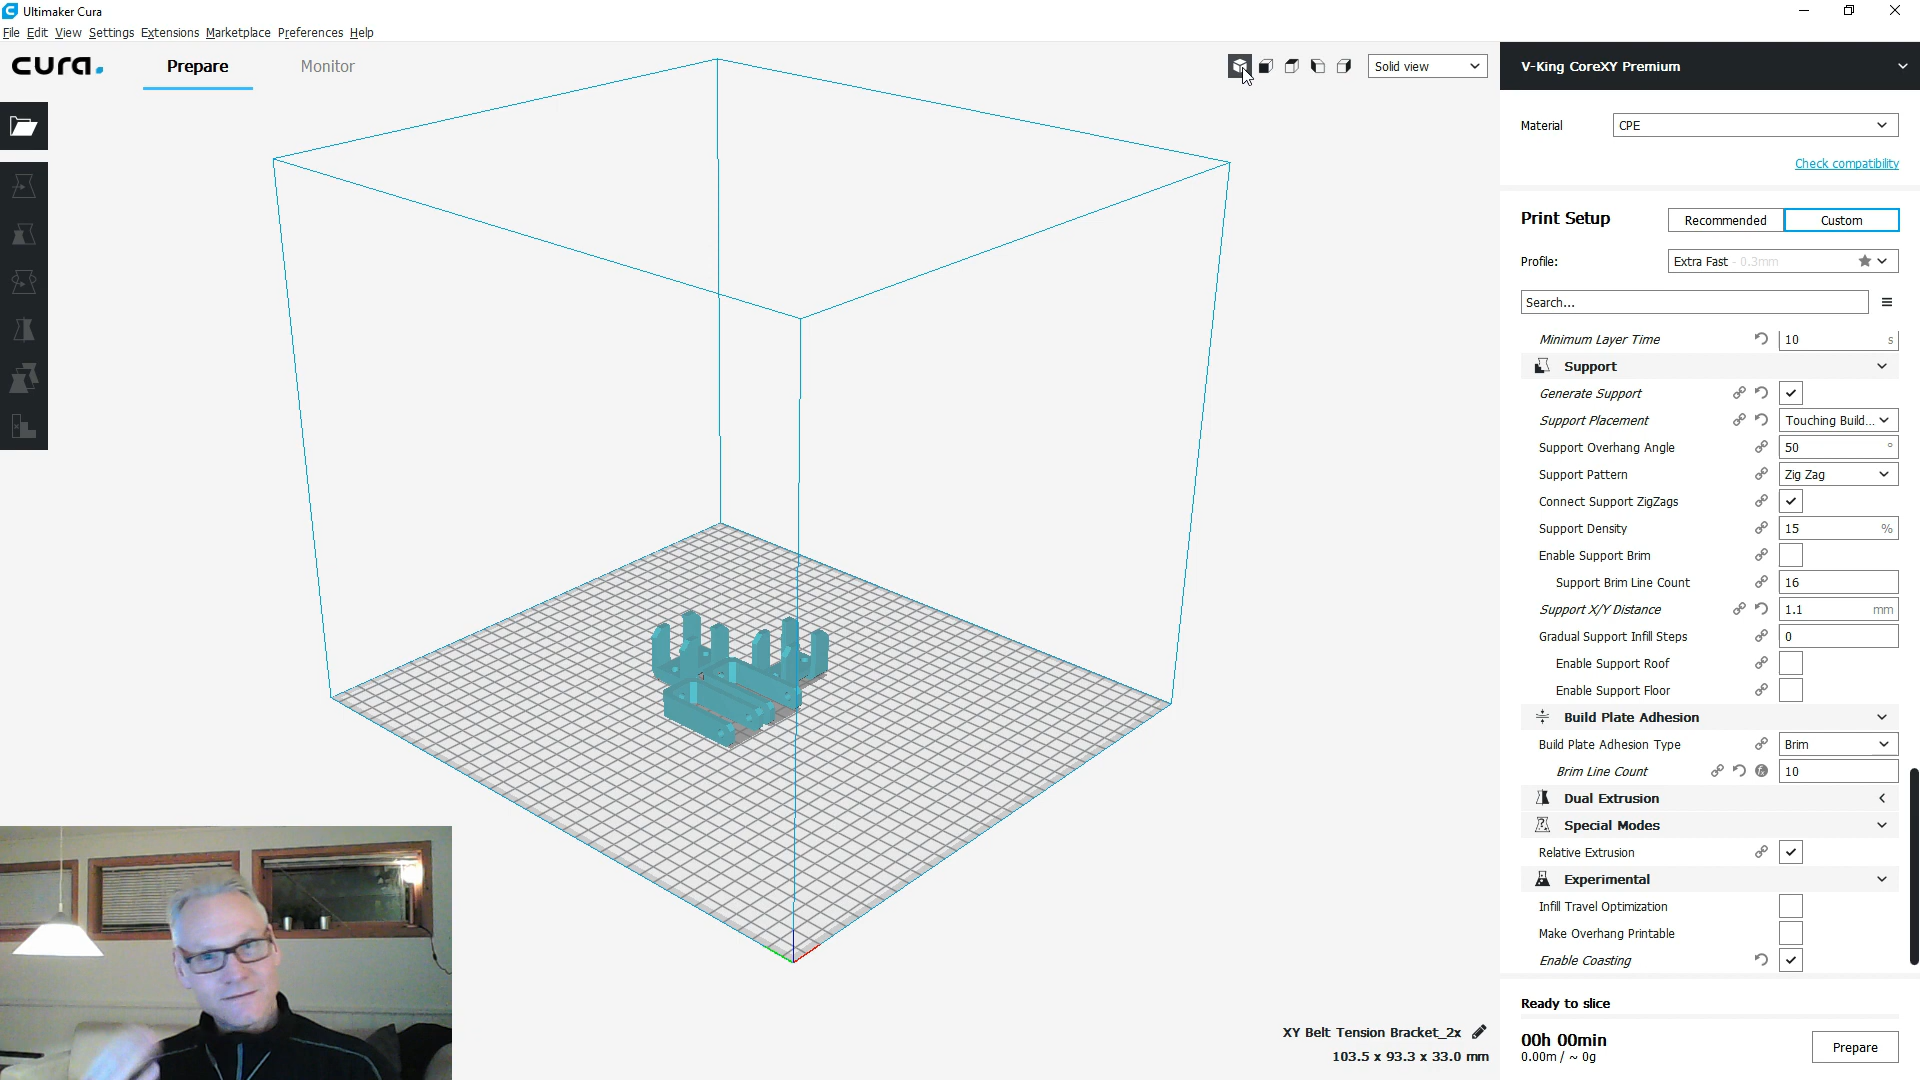 Ultimaker Cura
File Edit View Settings Extensions Marketplace Preferences Help
cura.
Prepare
Monitor
Solid view
V-King CoreXY Premium
Material
CPE
Check compatibility
Print Setup
Recommended
Custom
Profile:
Extra Fast - 0.3mm
Search...
Minimum Layer Time 10 s
Support
Generate Support
Support Placement Touching Build...
Support Overhang Angle 50 °
Support Pattern Zig Zag
Connect Support ZigZags
Support Density 15 %
Enable Support Brim
Support Brim Line Count 16
Support X/Y Distance 1.1 mm
Gradual Support Infill Steps 0
Enable Support Roof
Enable Support Floor
Build Plate Adhesion
Build Plate Adhesion Type Brim
Brim Line Count 10
Dual Extrusion
Special Modes
Relative Extrusion
Experimental
Infill Travel Optimization
Make Overhang Printable
Enable Coasting
Ready to slice
00h 00min
0.00m / ~ 0g
Prepare
XY Belt Tension Bracket_2x
103.5 x 93.3 x 33.0 mm